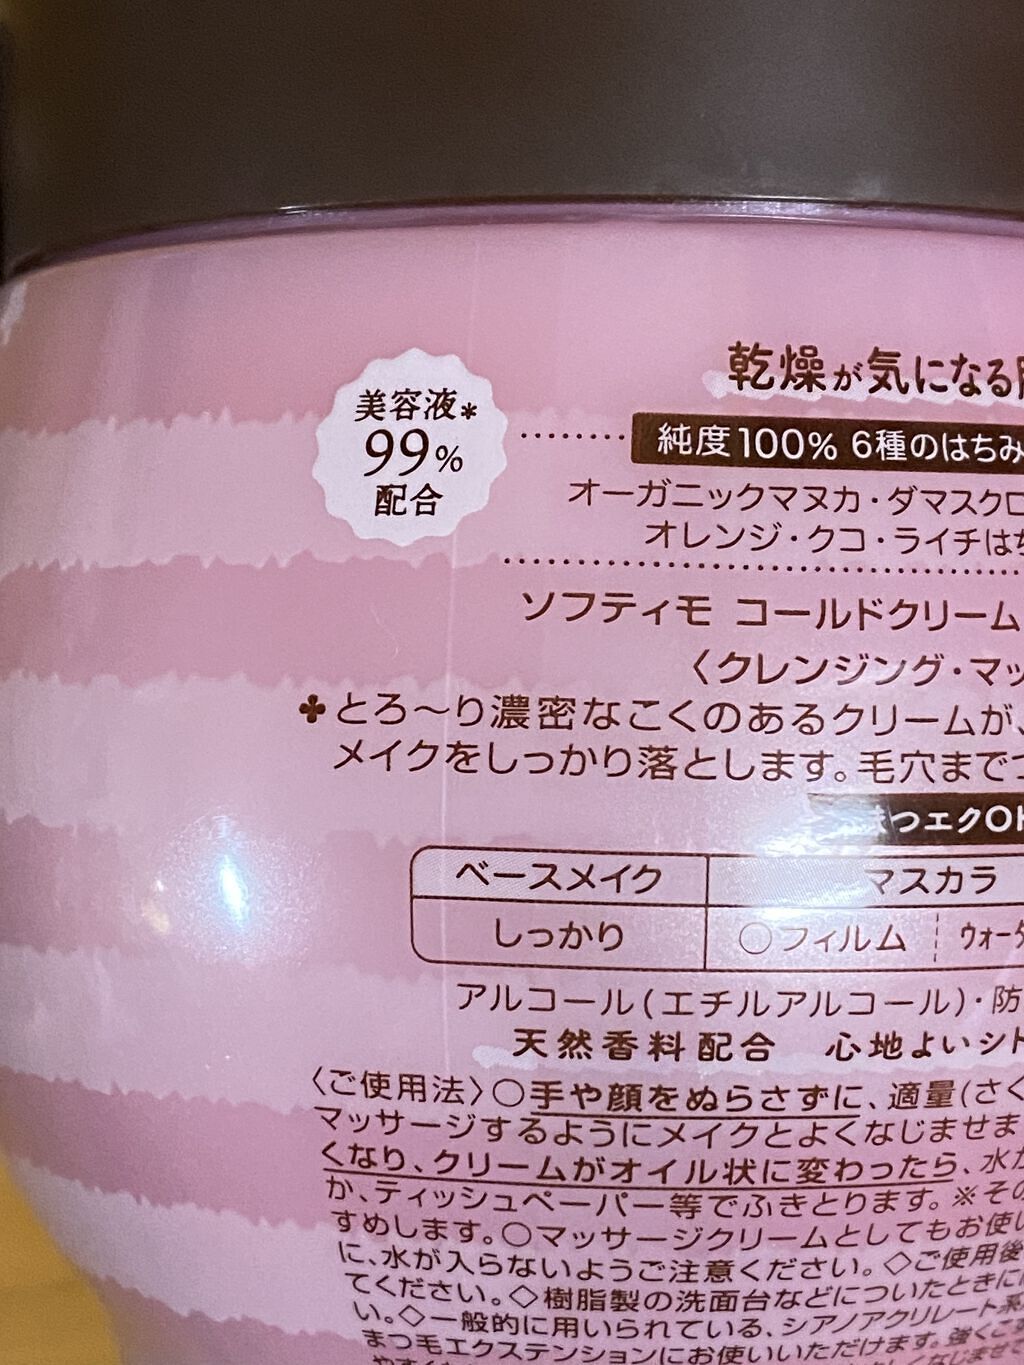 美容液*
99%
配合
乾燥が気になる
純度100% 6種のはちみ
オーガニックマヌカ・ダマスクロ
オレンジ・クコ・ライチはち
ソフティモ コールドクリーム
〈クレンジング・マッ
♣とろ〜り濃密なこくのあるクリームが、
メイクをしっかり落とします。毛穴まで
まつエクOK
ベースメイク マスカラ
しっかり ○フィルム ウォータ
アルコール(エチルアルコール)・防
天然香料配合 心地よいシト
〈ご使用法〉○手や顔をぬらさずに、適量(さく
マッサージするようにメイクとよくなじませま
くなり、クリームがオイル状に変わったら、水か
か、ティッシュペーパー等でふきとります。※その
すめします。○マッサージクリームとしてもお使い
に、水が入らないようご注意ください。◇ご使用後
てください。◇樹脂製の洗面台などについたときに
い。◇一般的に用いられている、シアノアクリレート系
まつ毛エクステンションにお使いいただけます。強くこす